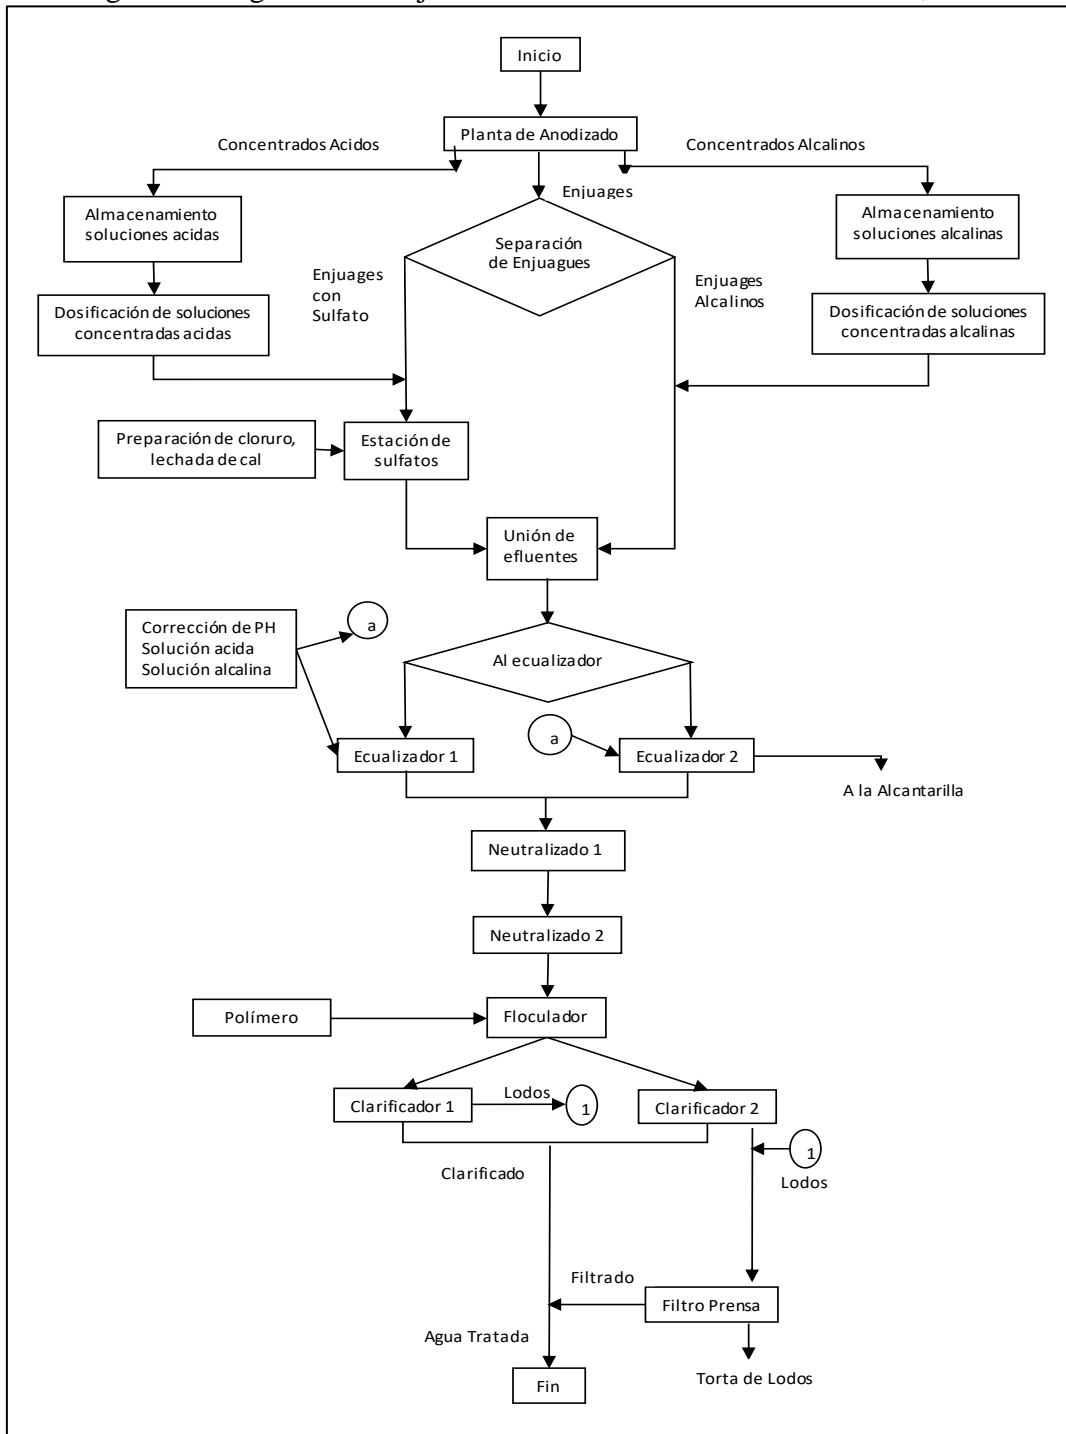 Inicio
Planta de Anodizado
Concentrados Acidos
Concentrados Alcalinos
Enjuages
Almacenamiento
soluciones acidas
Almacenamiento
soluciones alcalinas
Separación
de Enjuagues
Enjuages
con
Sulfato
Enjuages
Alcalinos
Dosificación de soluciones
concentradas acidas
Dosificación de soluciones
concentradas alcalinas
Preparación de cloruro,
lechada de cal
Estación de
sulfatos
Unión de
efluentes
Corrección de PH
Solución acida
Solución alcalina
a
Al ecualizador
a
Ecualizador 1
Ecualizador 2
A la Alcantarilla
Neutralizado 1
Neutralizado 2
Polímero
Floculador
Clarificador 1
Lodos
1
Clarificador 2
1
Lodos
Clarificado
Filtrado
Filtro Prensa
Agua Tratada
Fin
Torta de Lodos